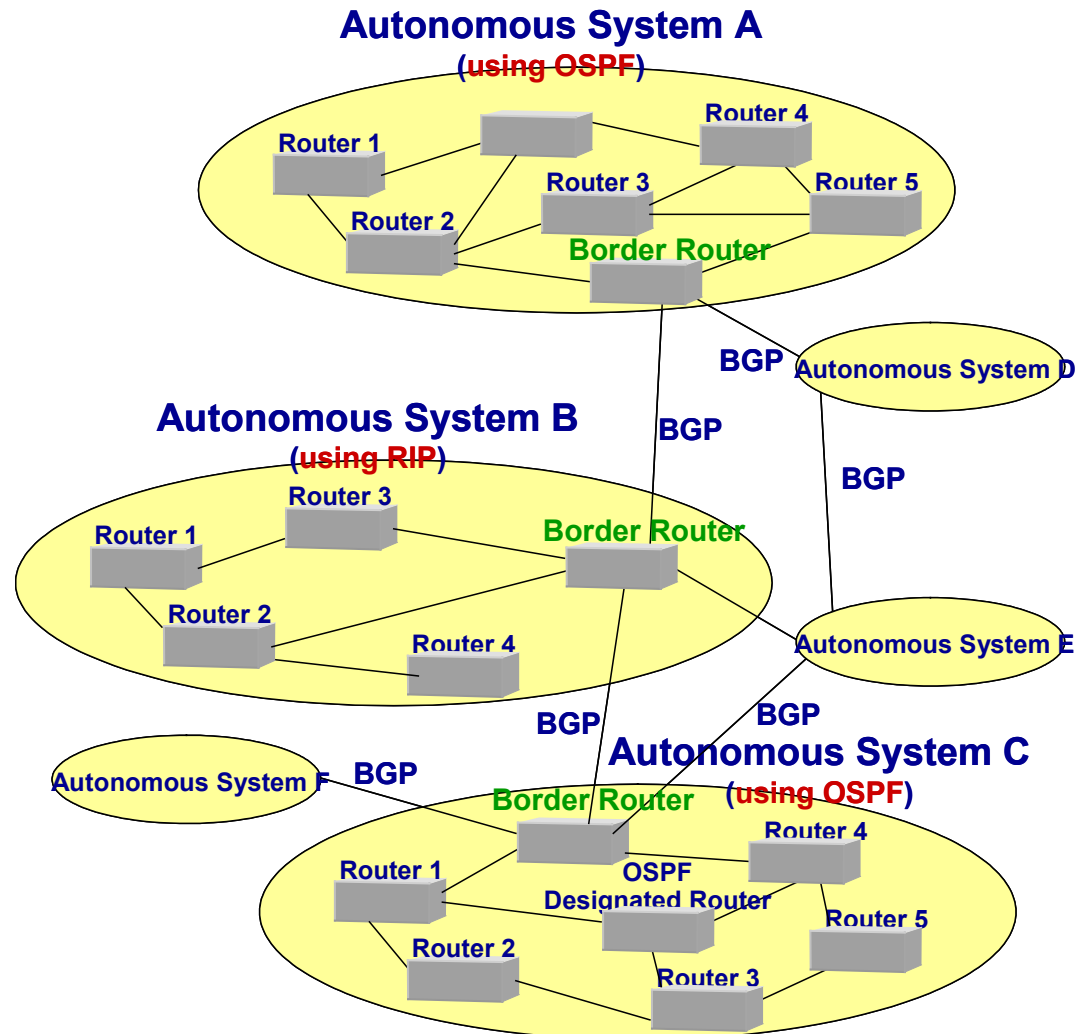 Autonomous System A
(using OSPF)
Router 4
Router 1
Router 3
Router 5
Router 2
Border Router
BGP
Autonomous System D
Autonomous System B
BGP
(using RIP)
BGP
Router 3
Router 1
Border Router
Router 2
Router 4
Autonomous System E
BGP
BGP
Autonomous System C
Autonomous System F
BGP
(using OSPF)
Border Router
Router 4
Router 1
OSPF
Designated Router
Router 5
Router 2
Router 3